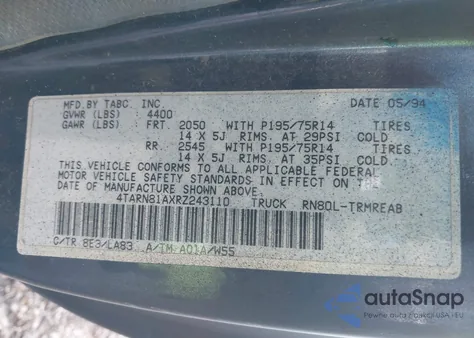 MFD.BY TABC, INC. DATE 05/94
GVWR (LBS) : 4400
GAWR (LBS) : FRT. 2050 WITH P195/75R14 TIRES
14 X 5J RIMS, AT 29PSI COLD
RR. 2545 WITH P195/75R14 TIRES
14 X 5J RIMS, AT 35PSI COLD
THIS VEHICLE CONFORMS TO ALL APPLICABLE FEDERAL
MOTOR VEHICLE SAFETY STANDARDS IN EFFECT ON THE
DATE OF MANUFACTURE SHOWN ABOVE.
4TARN81AXRZ243110 TRUCK RN80L-TRMREAB
C/TR 8E3/LA83 A/TM A01A/W55
autoSnap